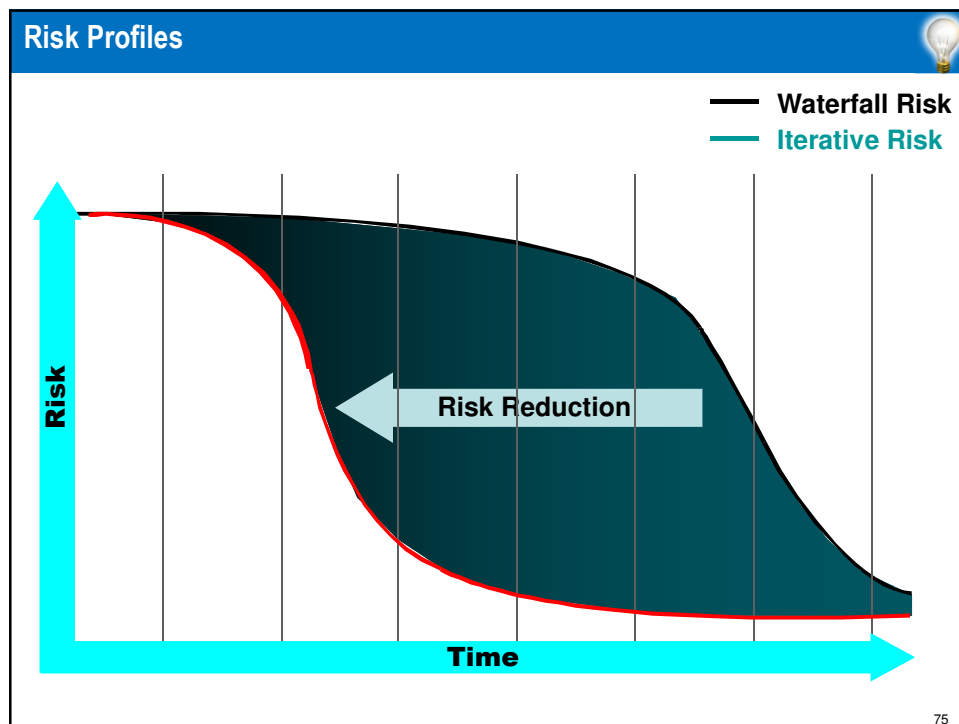 Risk Profiles
Waterfall Risk
Iterative Risk
Risk
Risk Reduction
Time
75